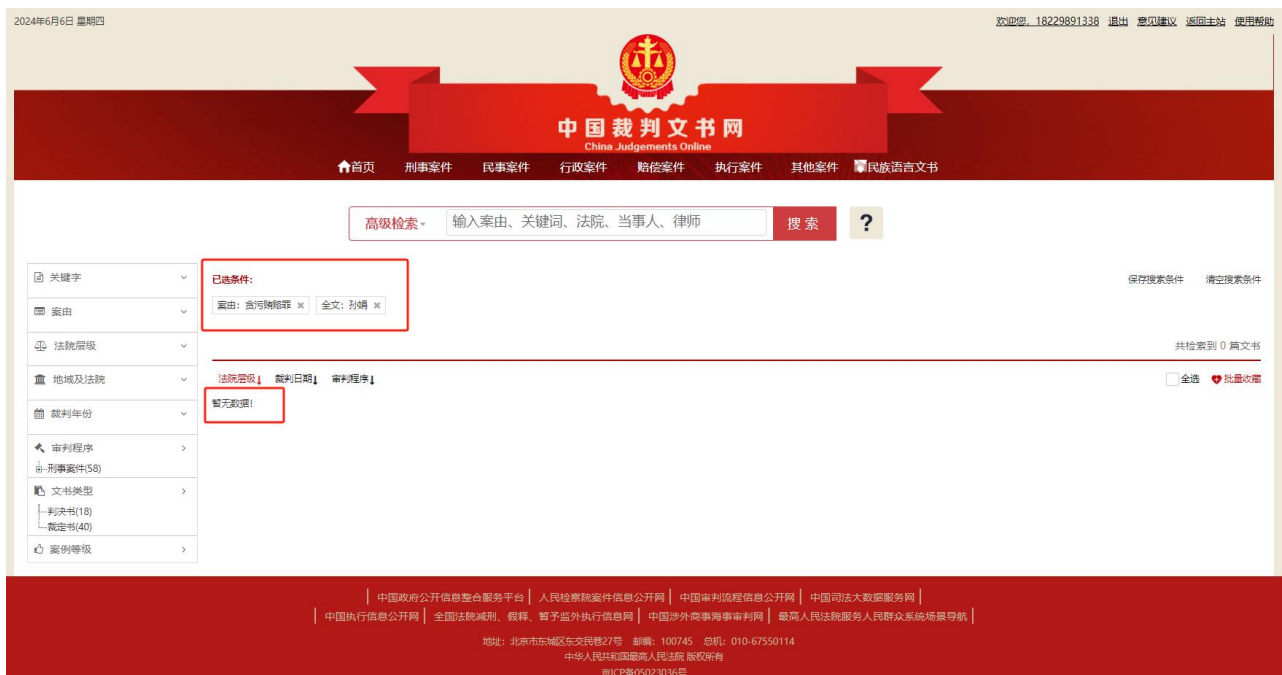 2024年6月6日 星期四
欢迎您，18229891338 退出 意见建议 返回主站 使用帮助
中国裁判文书网
China Judgements Online
首页 刑事案件 民事案件 行政案件 赔偿案件 执行案件 其他案件 民族语言文书
高级检索 输入案由、关键词、法院、当事人、律师 搜索 ?
关键字
已选条件:
保存搜索条件 清空搜索条件
案由：贪污贿赂罪 × 全文：孙娟 ×
案由
法院层级
共检索到 0 篇文书
地域及法院
法院层级 裁判日期 审判程序
全选 批量收藏
暂无数据!
裁判年份
审判程序
刑事案件(58)
文书类型
判决书(18)
裁定书(40)
案例等级
中国政府公开信息整合服务平台 | 人民检察院案件信息公开网 | 中国审判流程信息公开网 | 中国司法大数据服务网 |
中国执行信息公开网 | 全国法院减刑、假释、暂予监外执行信息网 | 中国涉外商事海事审判网 | 最高人民法院服务人民群众系统场景导航 |
地址：北京市东城区东交民巷27号 邮编：100745 总机：010-67550114
中华人民共和国最高人民法院 版权所有
京ICP备05023036号